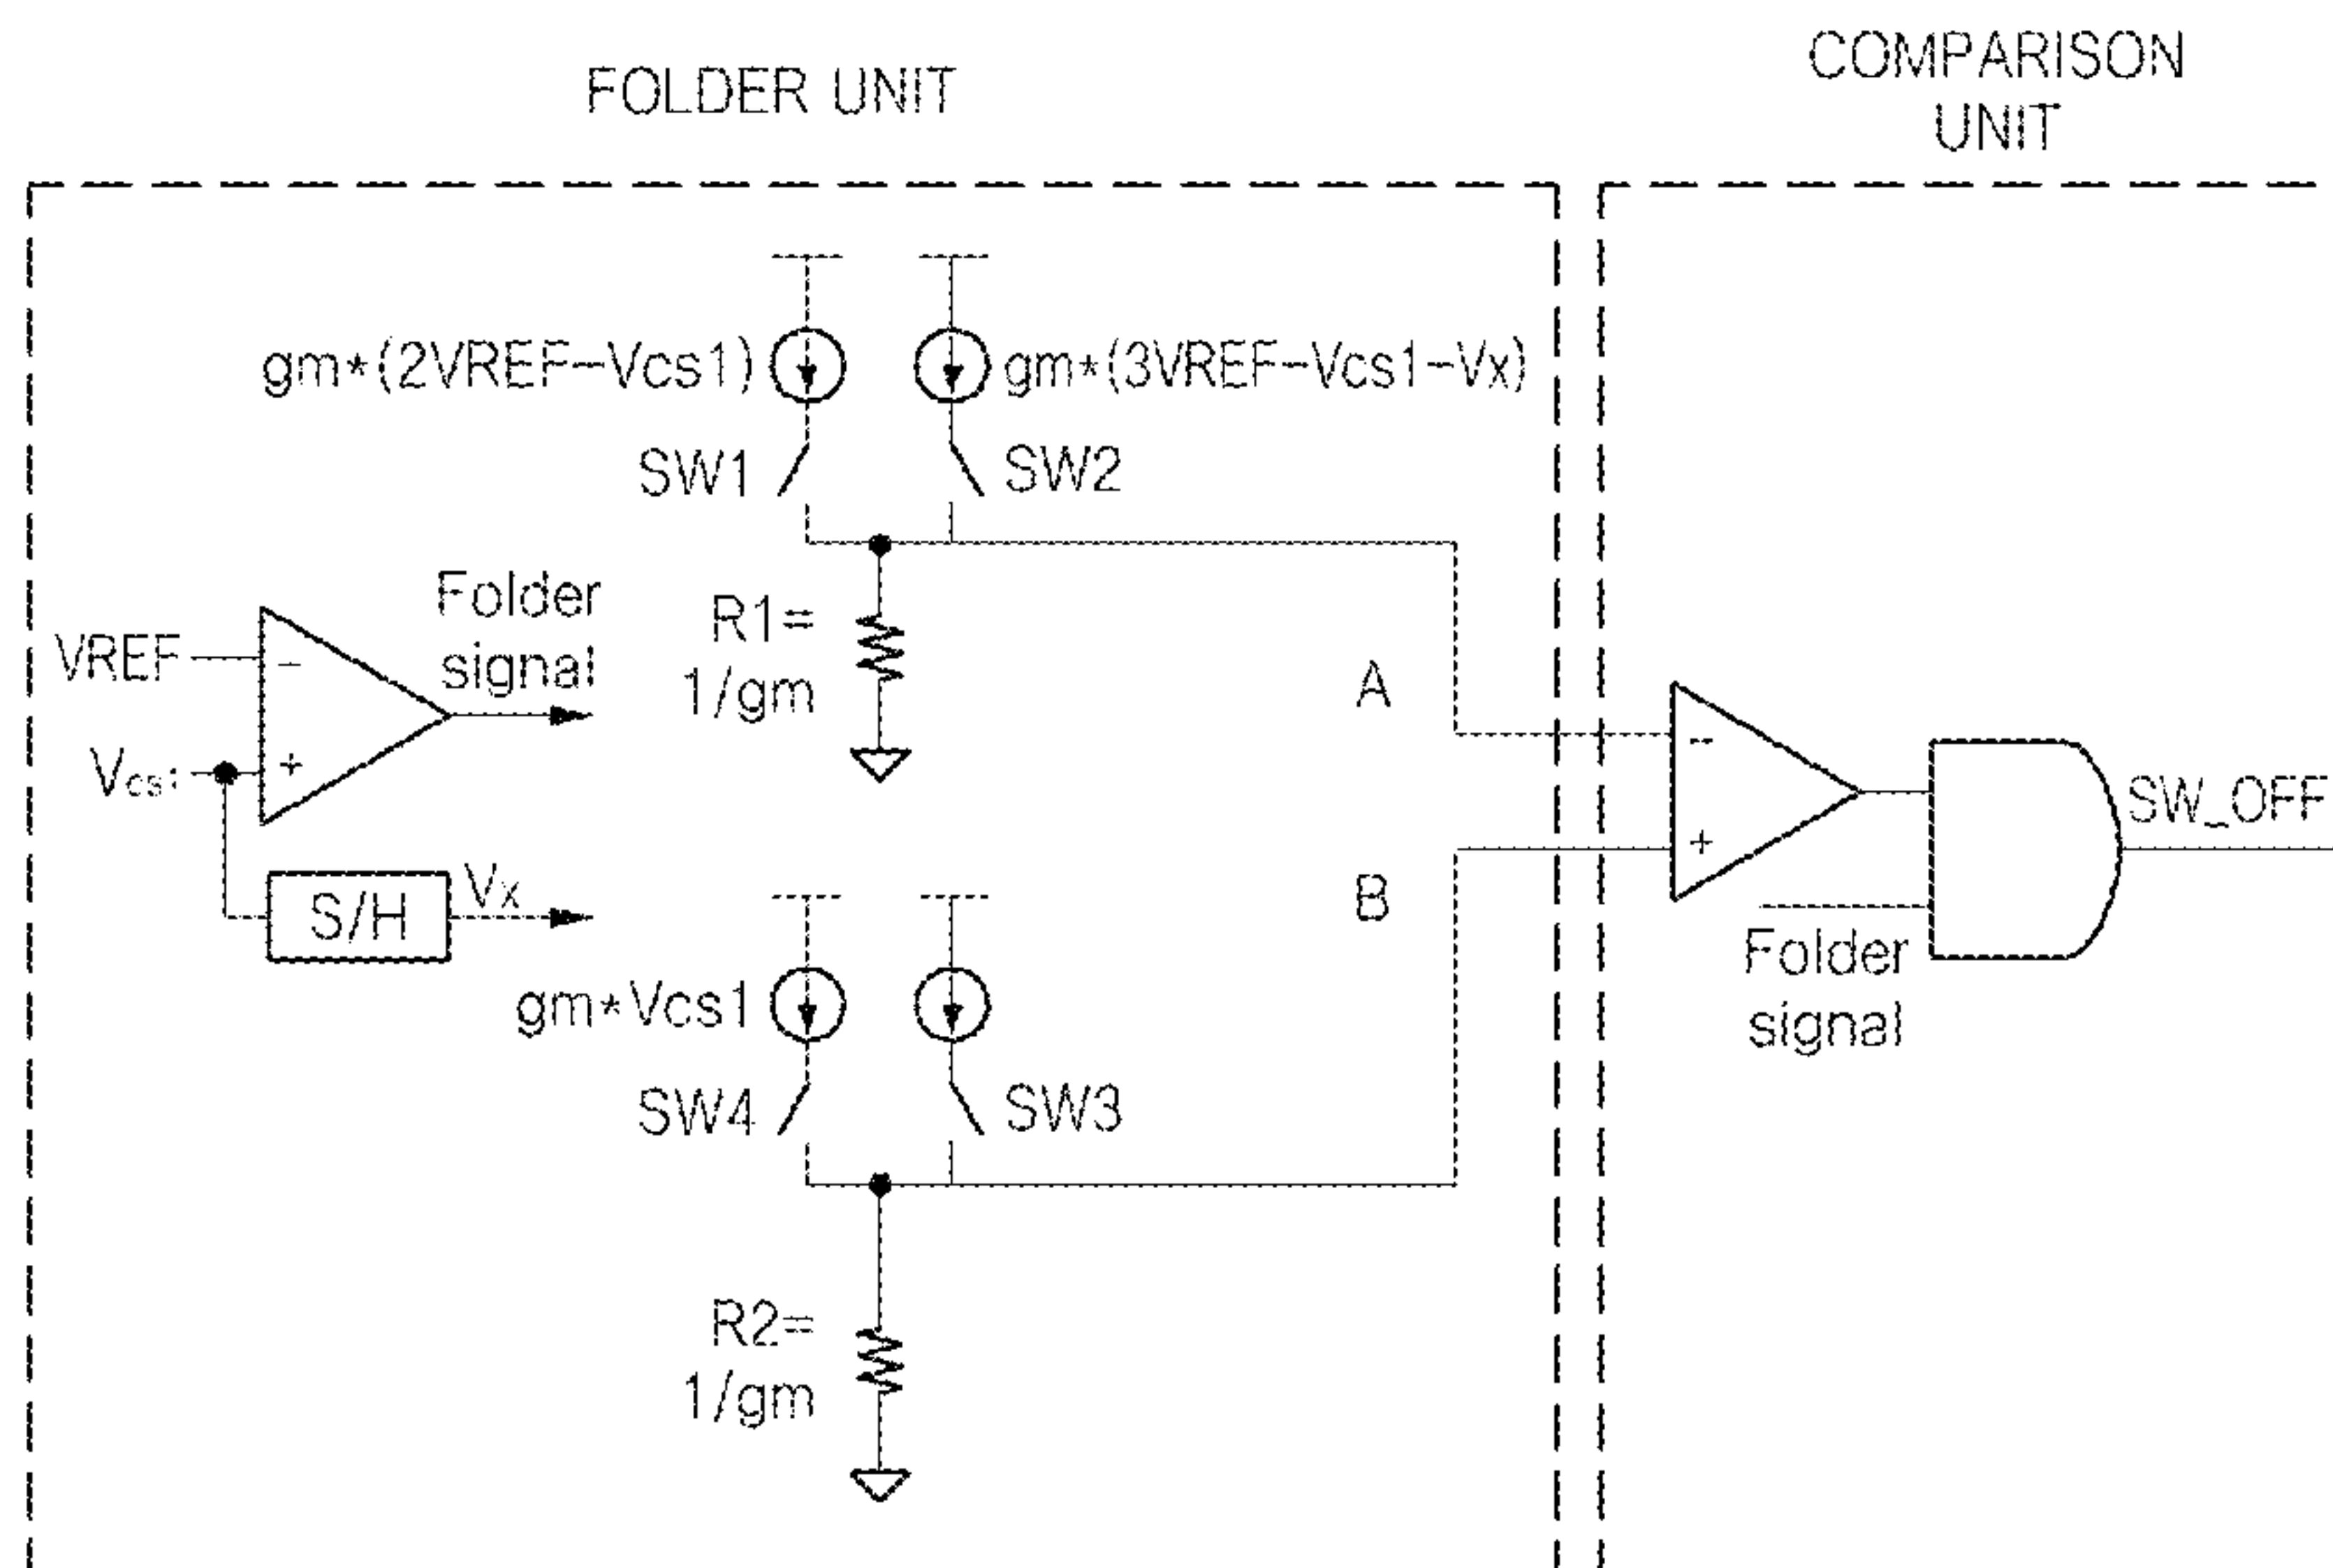 FOLDER UNIT
COMPARISON
UNIT
gm*(2VREF-Vcs1)
gm*(3VREF-Vcs1-Vx)
SW1
SW2
Folder
signal
VREF
-
+
Vcs1
R1=
1/gm
A
-
+
SW_OFF
S/H
Vx
B
Folder
signal
gm*Vcs1
SW4
SW3
R2=
1/gm